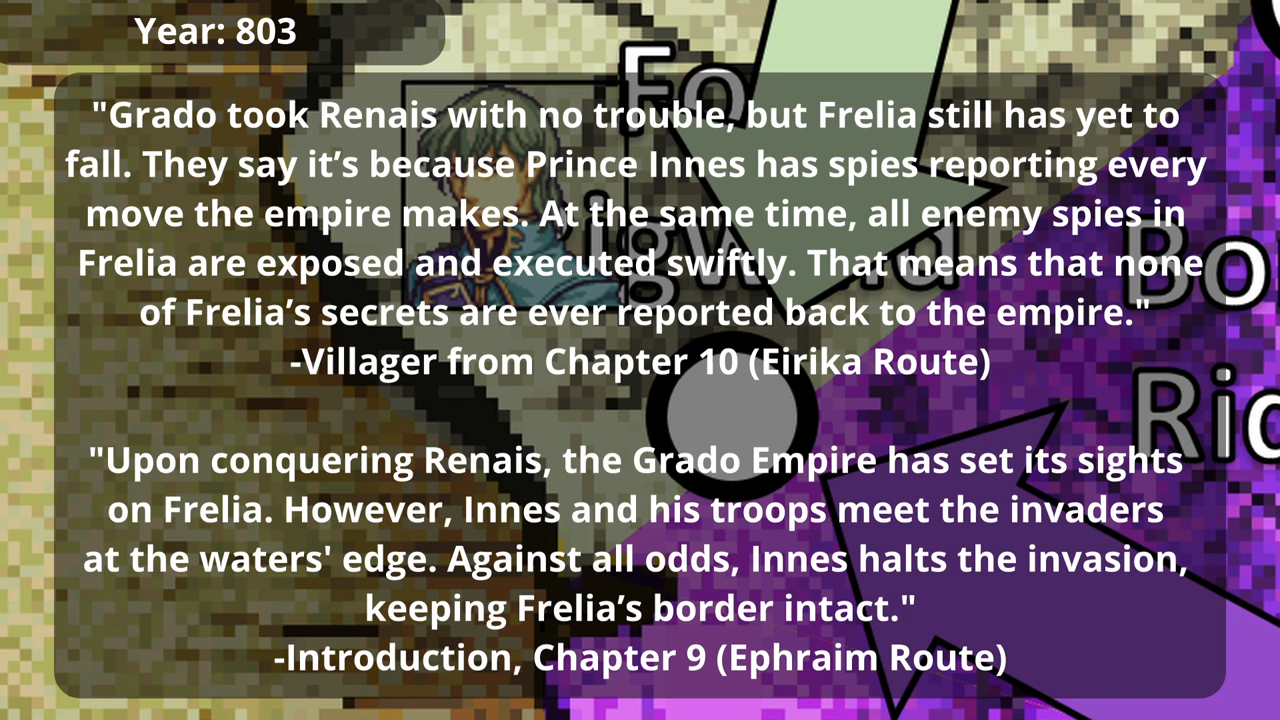 Year: 803
"Grado took Renais with no trouble, but Frelia still has yet to
fall. They say it’s because Prince Innes has spies reporting every
move the empire makes. At the same time, all enemy spies in
Frelia are exposed and executed swiftly. That means that none
of Frelia’s secrets are ever reported back to the empire."
-Villager from Chapter 10 (Eirika Route)
"Upon conquering Renais, the Grado Empire has set its sights
on Frelia. However, Innes and his troops meet the invaders
at the waters' edge. Against all odds, Innes halts the invasion,
keeping Frelia’s border intact."
-Introduction, Chapter 9 (Ephraim Route)